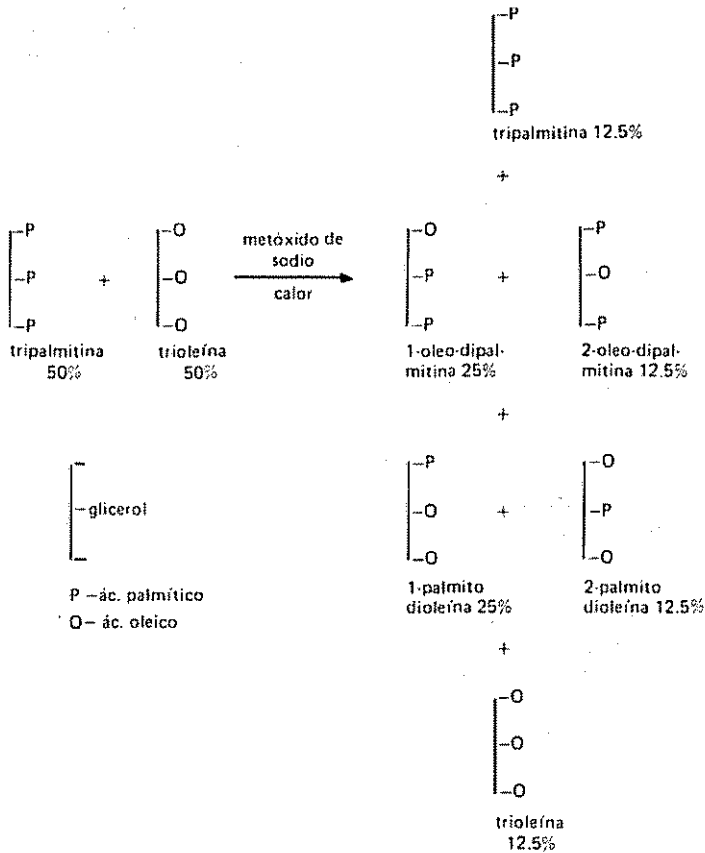 –P
–P
–P
tripalmitina 12.5%
+
–P
–P
–P
+
–O
–O
–O
metóxido de
sodio
calor
–O
–P
–P
+
–P
–O
–P
tripalmitina
50%
trioleína
50%
1-oleo-dipal-
mitina 25%
2-oleo-dipal-
mitina 12.5%
+
–glicerol
P –ác. palmítico
O– ác. oleico
–P
–O
–O
+
–O
–P
–O
1-palmito
dioleína 25%
2-palmito
dioleína 12.5%
+
–O
–O
–O
trioleína
12.5%